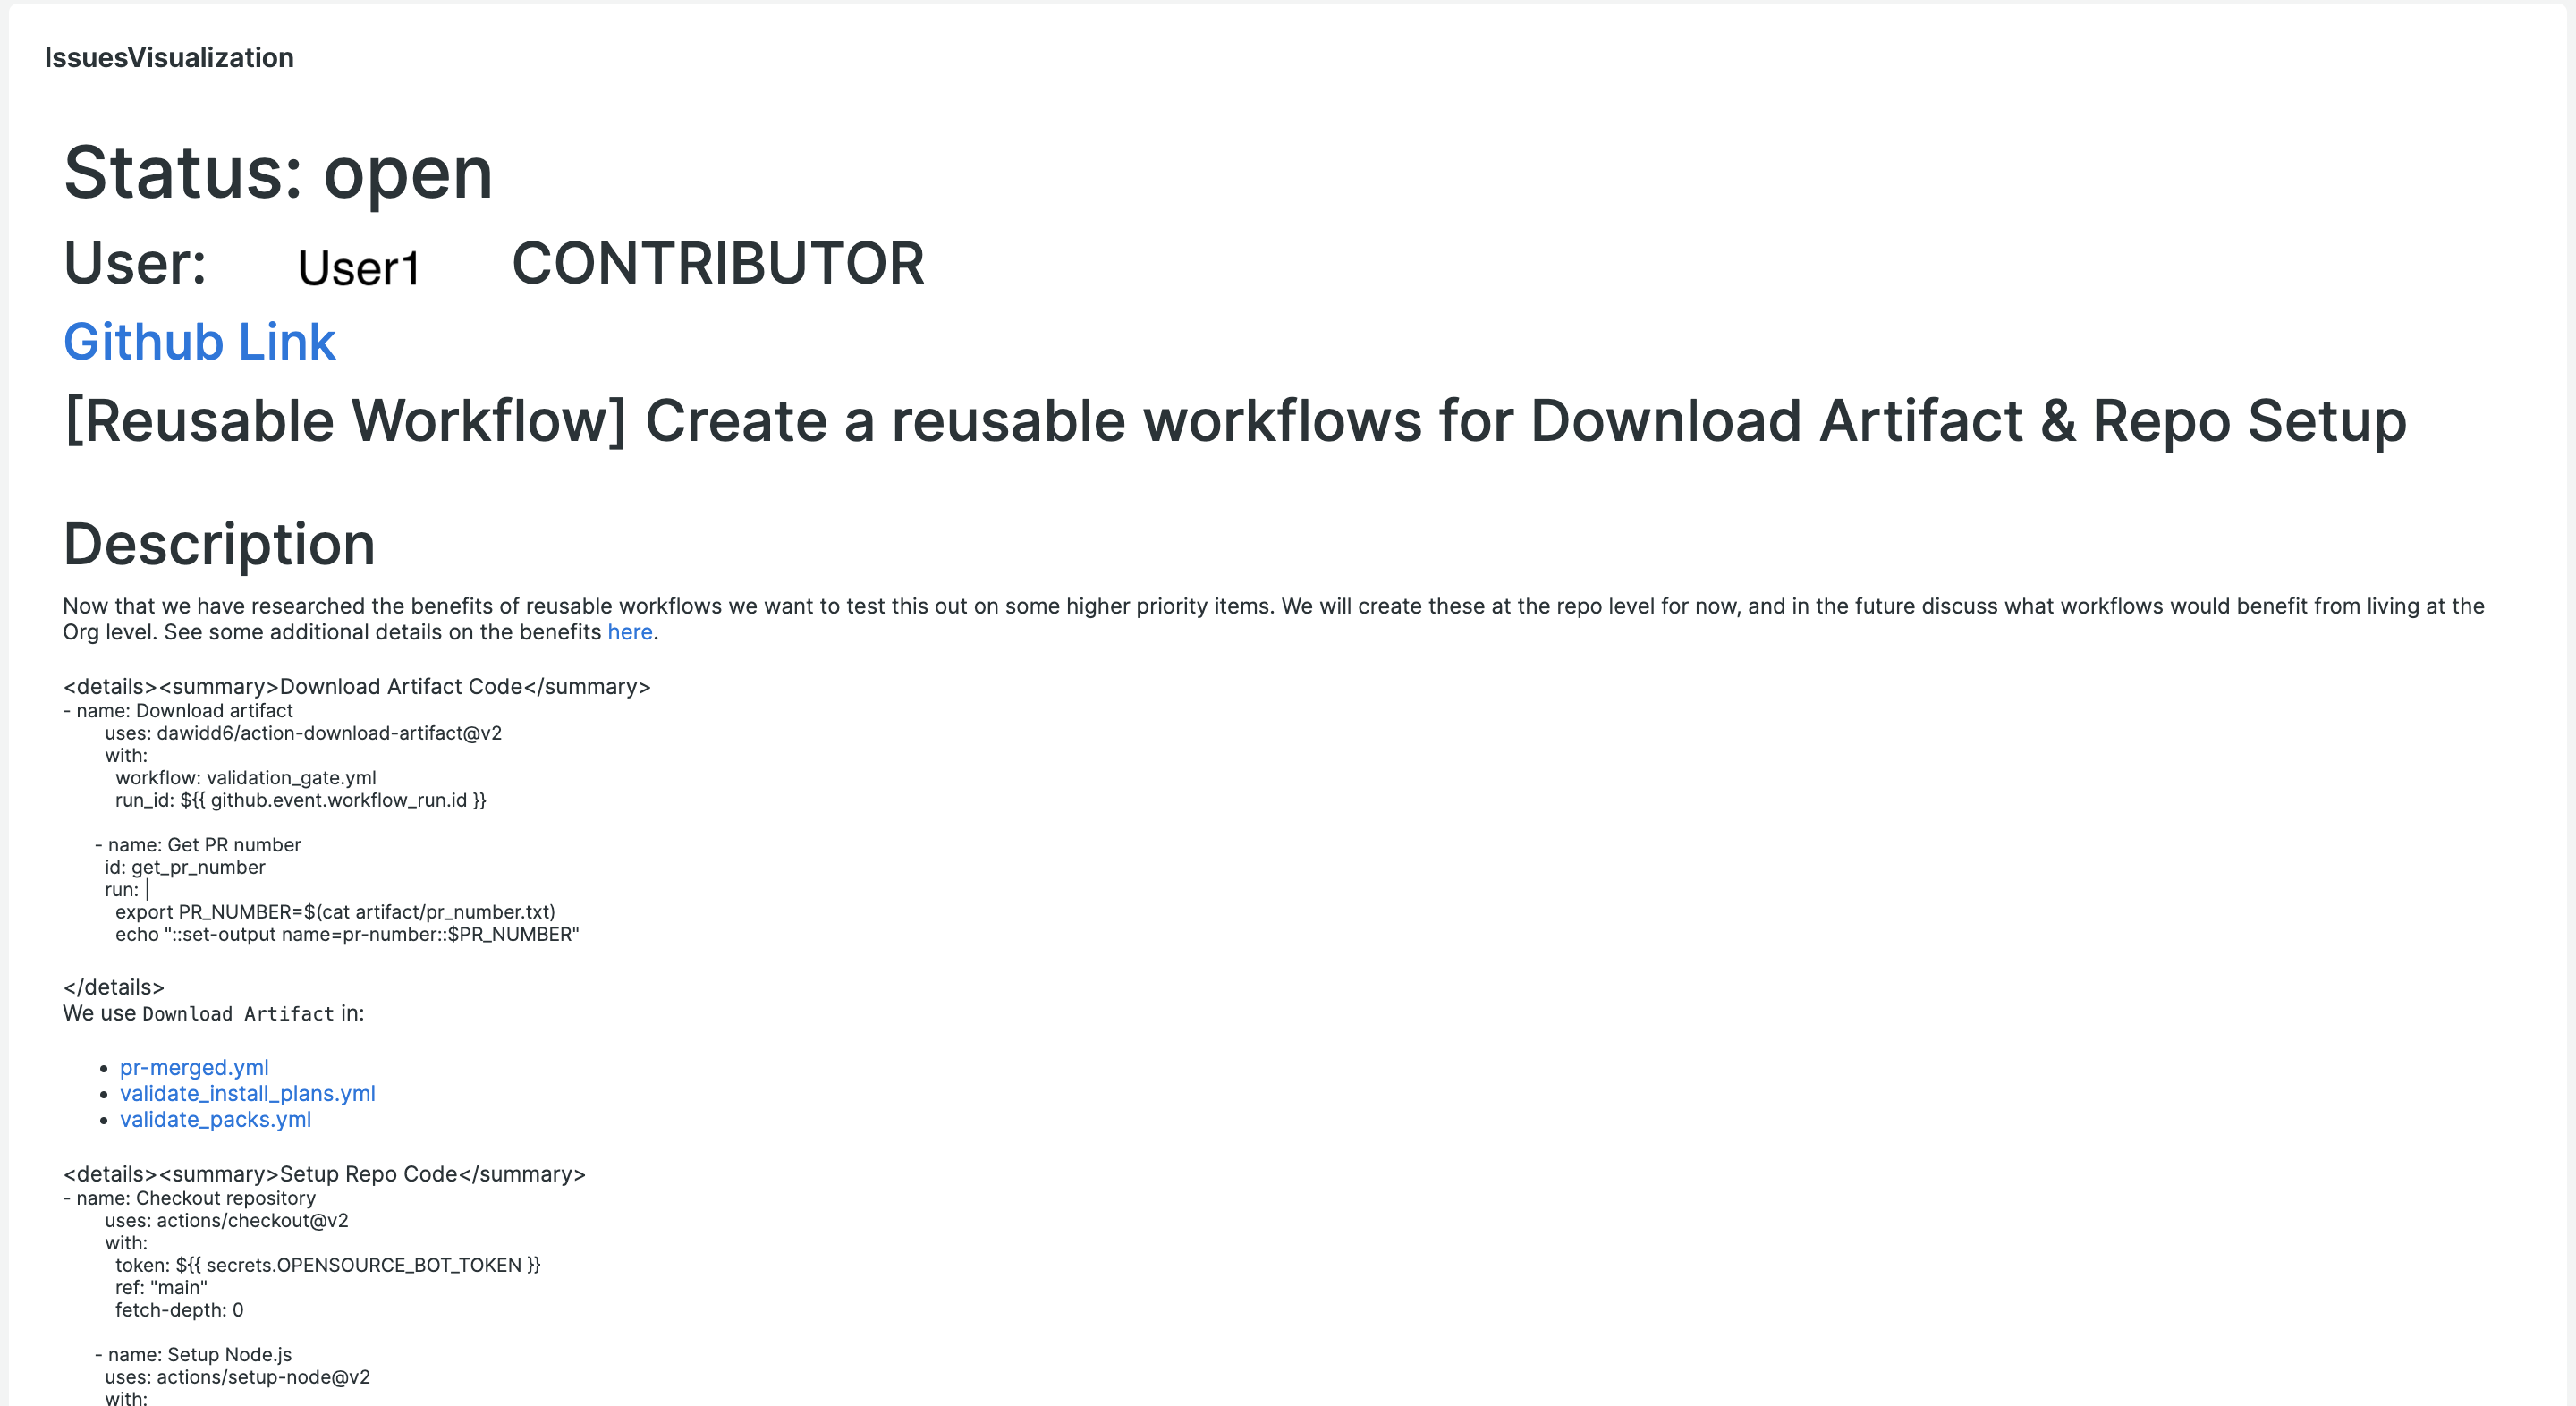 IssuesVisualization
Status: open
User: User1 CONTRIBUTOR
Github Link
[Reusable Workflow] Create a reusable workflows for Download Artifact & Repo Setup
Description
Now that we have researched the benefits of reusable workflows we want to test this out on some higher priority items. We will create these at the repo level for now, and in the future discuss what workflows would benefit from living at the
Org level. See some additional details on the benefits here.
<details><summary>Download Artifact Code</summary>
- name: Download artifact
uses: dawidd6/action-download-artifact@v2
with:
workflow: validation_gate.yml
run_id: ${{ github.event.workflow_run.id }}
- name: Get PR number
id: get_pr_number
run: |
export PR_NUMBER=$(cat artifact/pr_number.txt)
echo "::set-output name=pr-number::$PR_NUMBER"
</details>
We use Download Artifact in:
• pr-merged.yml
• validate_install_plans.yml
• validate_packs.yml
<details><summary>Setup Repo Code</summary>
- name: Checkout repository
uses: actions/checkout@v2
with:
token: ${{ secrets.OPENSOURCE_BOT_TOKEN }}
ref: "main"
fetch-depth: 0
- name: Setup Node.js
uses: actions/setup-node@v2
with: